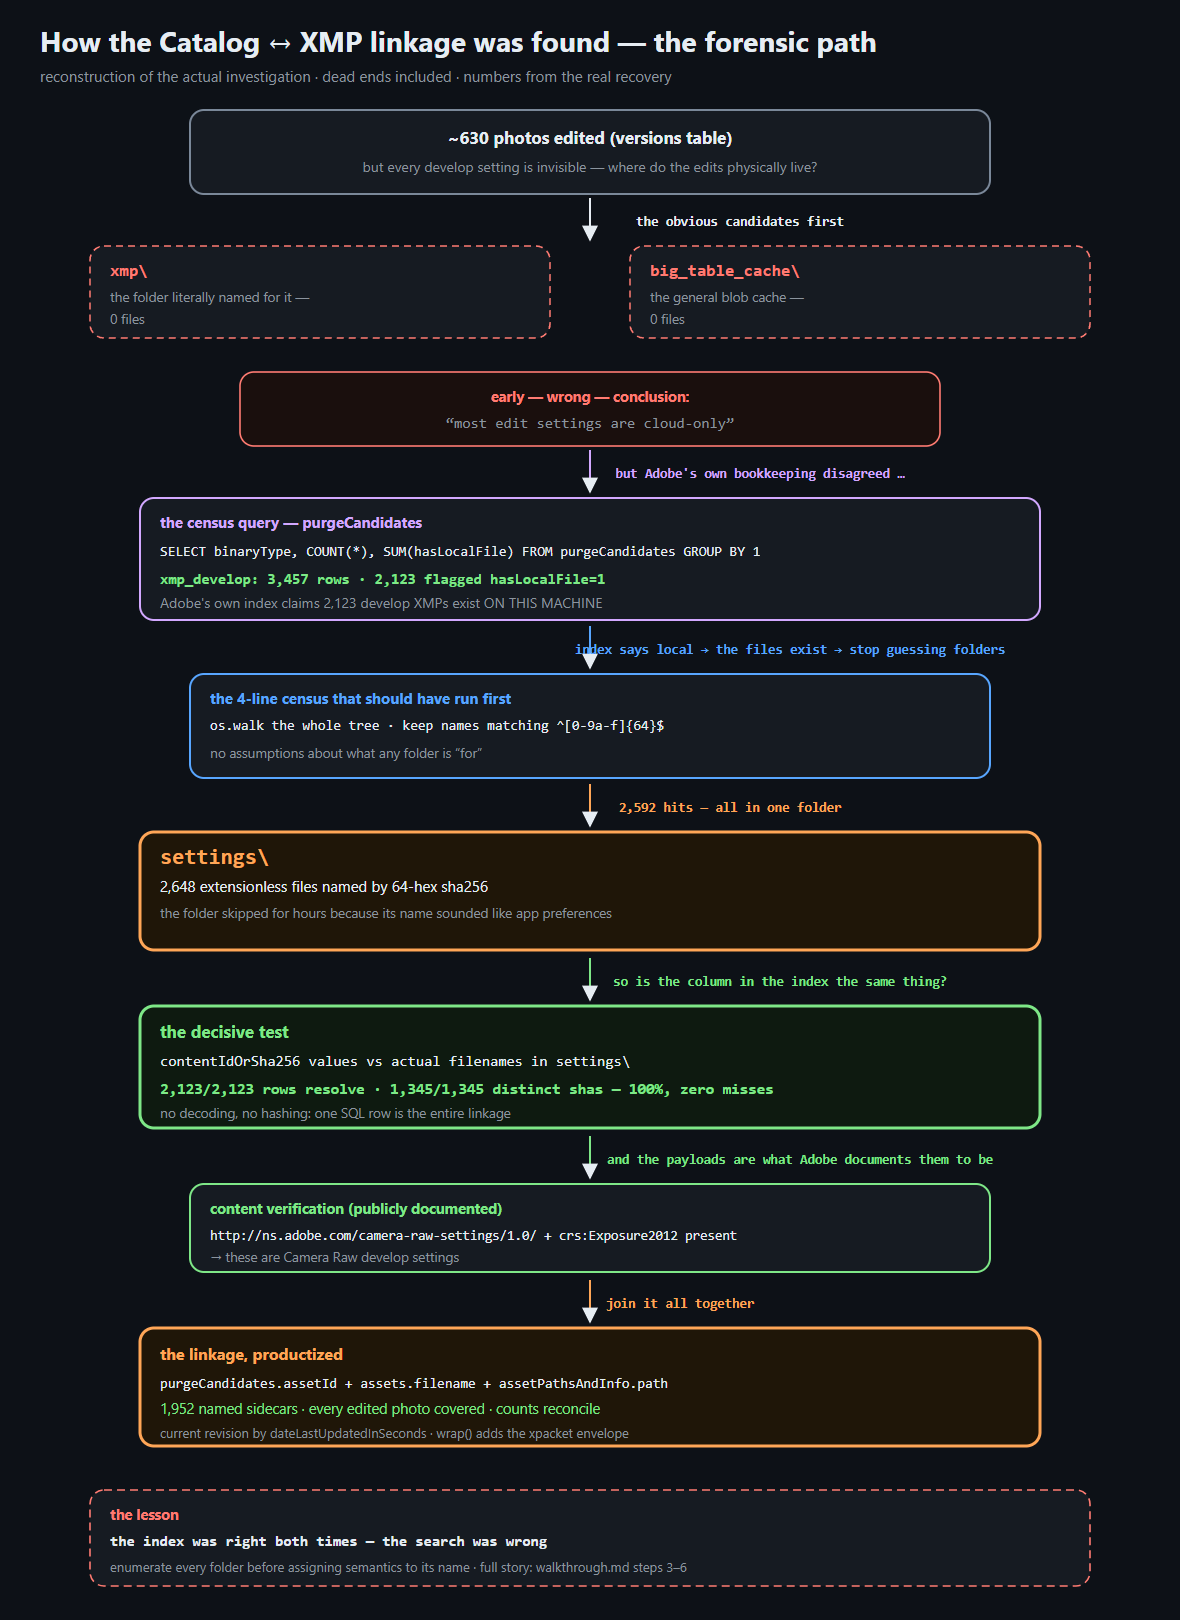 How the Catalog ↔ XMP linkage was found — the forensic path
reconstruction of the actual investigation · dead ends included · numbers from the real recovery
~630 photos edited (versions table)
but every develop setting is invisible — where do the edits physically live?
the obvious candidates first
xmp\
the folder literally named for it —
0 files
big_table_cache\
the general blob cache —
0 files
early — wrong — conclusion:
“most edit settings are cloud-only”
but Adobe's own bookkeeping disagreed …
the census query — purgeCandidates
SELECT binaryType, COUNT(*), SUM(hasLocalFile) FROM purgeCandidates GROUP BY 1
xmp_develop: 3,457 rows · 2,123 flagged hasLocalFile=1
Adobe's own index claims 2,123 develop XMPs exist ON THIS MACHINE
index says local → the files exist → stop guessing folders
the 4-line census that should have run first
os.walk the whole tree · keep names matching ^[0-9a-f]{64}$
no assumptions about what any folder is “for”
2,592 hits — all in one folder
settings\
2,648 extensionless files named by 64-hex sha256
the folder skipped for hours because its name sounded like app preferences
so is the column in the index the same thing?
the decisive test
contentIdOrSha256 values vs actual filenames in settings\
2,123/2,123 rows resolve · 1,345/1,345 distinct shas — 100%, zero misses
no decoding, no hashing: one SQL row is the entire linkage
and the payloads are what Adobe documents them to be
content verification (publicly documented)
http://ns.adobe.com/camera-raw-settings/1.0/ + crs:Exposure2012 present
→ these are Camera Raw develop settings
join it all together
the linkage, productized
purgeCandidates.assetId + assets.filename + assetPathsAndInfo.path
1,952 named sidecars · every edited photo covered · counts reconcile
current revision by dateLastUpdatedInSeconds · wrap() adds the xpacket envelope
the lesson
the index was right both times — the search was wrong
enumerate every folder before assigning semantics to its name · full story: walkthrough.md steps 3–6